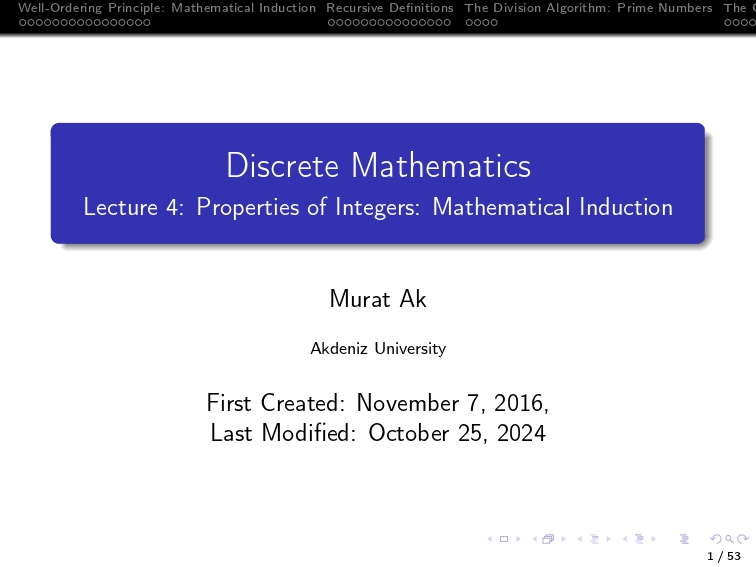 Well-Ordering Principle: Mathematical Induction Recursive Definitions The Division Algorithm: Prime Numbers The
Discrete Mathematics
Lecture 4: Properties of Integers: Mathematical Induction
Murat Ak
Akdeniz University
First Created: November 7, 2016,
Last Modified: October 25, 2024
1 / 53